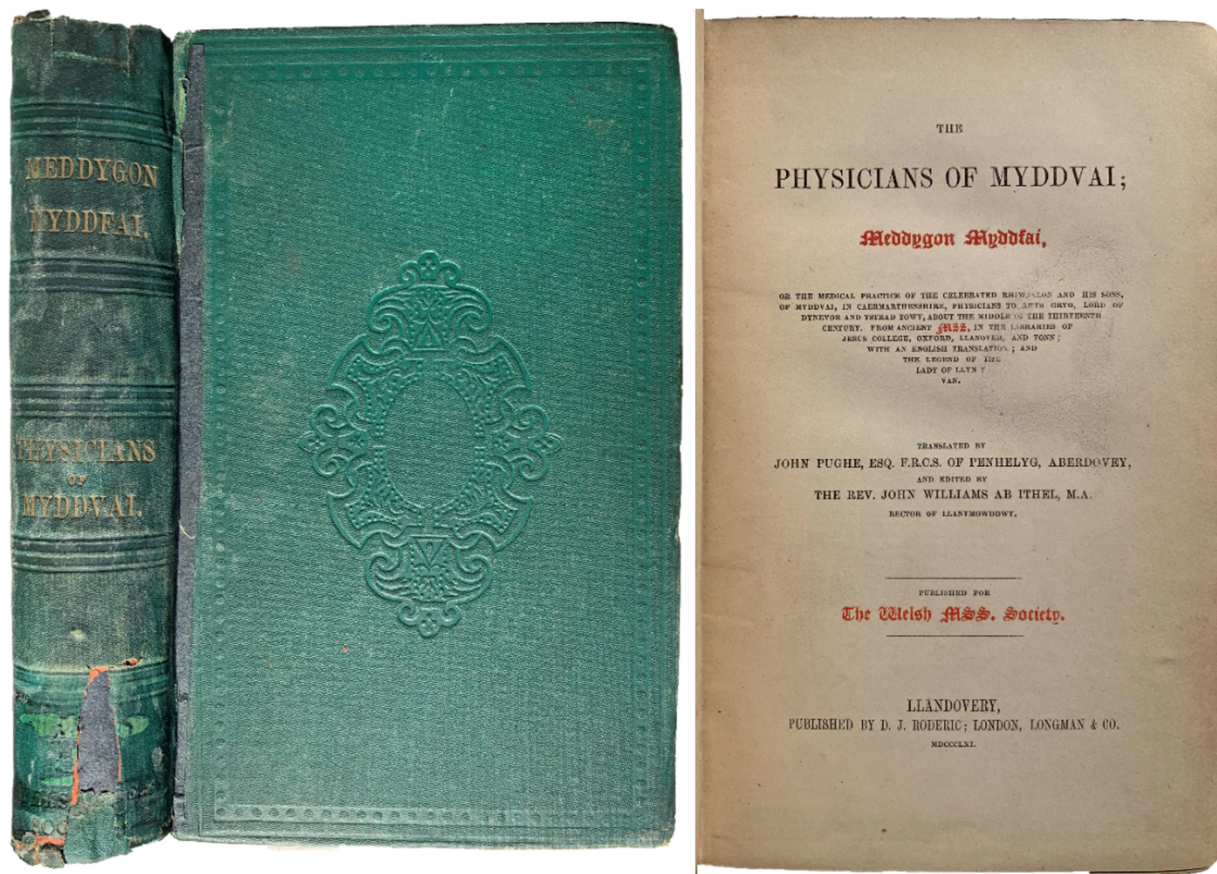 MEDDYGON
MYDDFAI.
PHYSICIANS
OF
MYDDVAI.
THE
PHYSICIANS OF MYDDVAI;
Meddygon Myddfai,
OR THE MEDICAL PRACTICE OF THE CELEBRATED AND HIS SONS,
OF MYDDVAI, IN CAERMARTHENSHIRE, PHYSICIANS TO GRYG, LORD OF
DYNEVOR AND YSTRAD TOWY, ABOUT THE MIDDLE OF THE THIRTEENTH
CENTURY. FROM ANCIENT MSS. IN THE LIBRARIES OF
JESUS COLLEGE, OXFORD, LLANOVER, AND TONN;
WITH AN ENGLISH TRANSLATION; AND
THE LEGEND OF THE
LADY OF LLYN
VAN.
TRANSLATED BY
JOHN PUGHE, ESQ. F.R.C.S. OF PENHELYG, ABERDOVEY,
AND EDITED BY
THE REV. JOHN WILLIAMS AB ITHEL, M.A.
RECTOR OF LLANYMOWDDWY.
PUBLISHED FOR
The Welsh MSS. Society.
LLANDOVERY,
PUBLISHED BY D. J. RODERIC; LONDON, LONGMAN & CO.
MDCCCLXI.